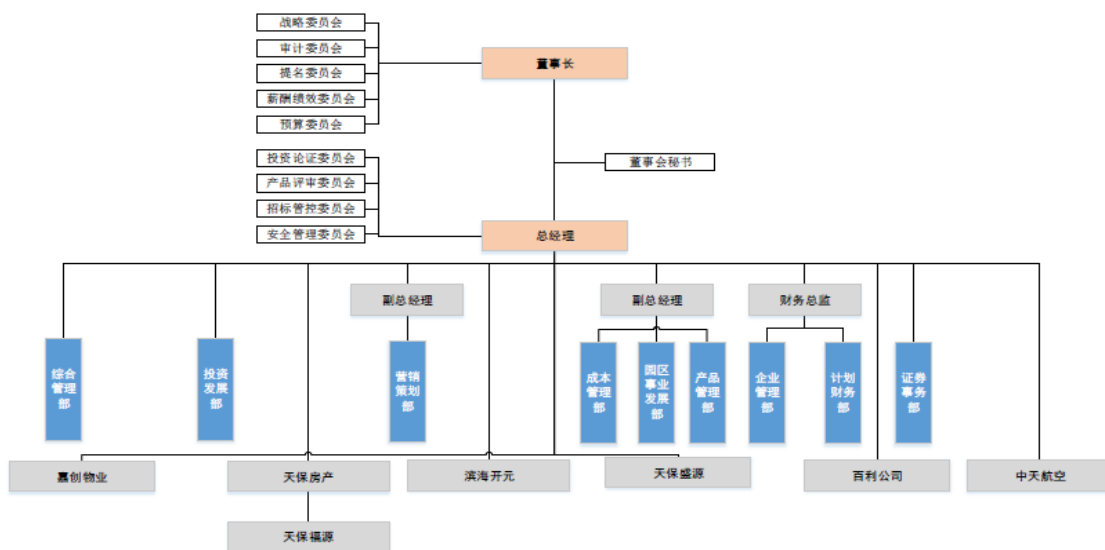 战略委员会
审计委员会
提名委员会
薪酬绩效委员会
预算委员会
董事长
投资论证委员会
产品评审委员会
招标管控委员会
安全管理委员会
董事会秘书
总经理
副总经理
副总经理
财务总监
综合
管理
部
投资
发展
部
营销
策划
部
成本
管理
部
园区
事业
发展
部
产品
管理
部
企业
管理
部
计划
财务
部
证券
事务
部
嘉创物业
天保房产
滨海开元
天保盛源
百利公司
中天航空
天保福源